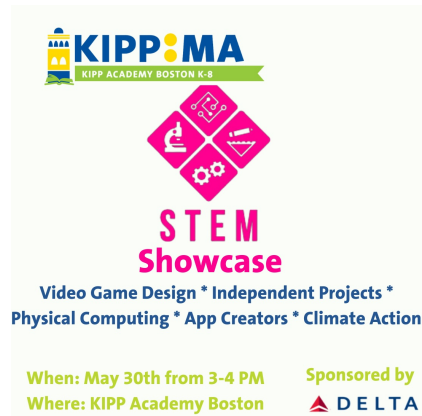 KIPP:MA
KIPP ACADEMY BOSTON K-8
STEM
Showcase
Video Game Design * Independent Projects *
Physical Computing * App Creators * Climate Action
When: May 30th from 3-4 PM
Where: KIPP Academy Boston
Sponsored by
DELTA